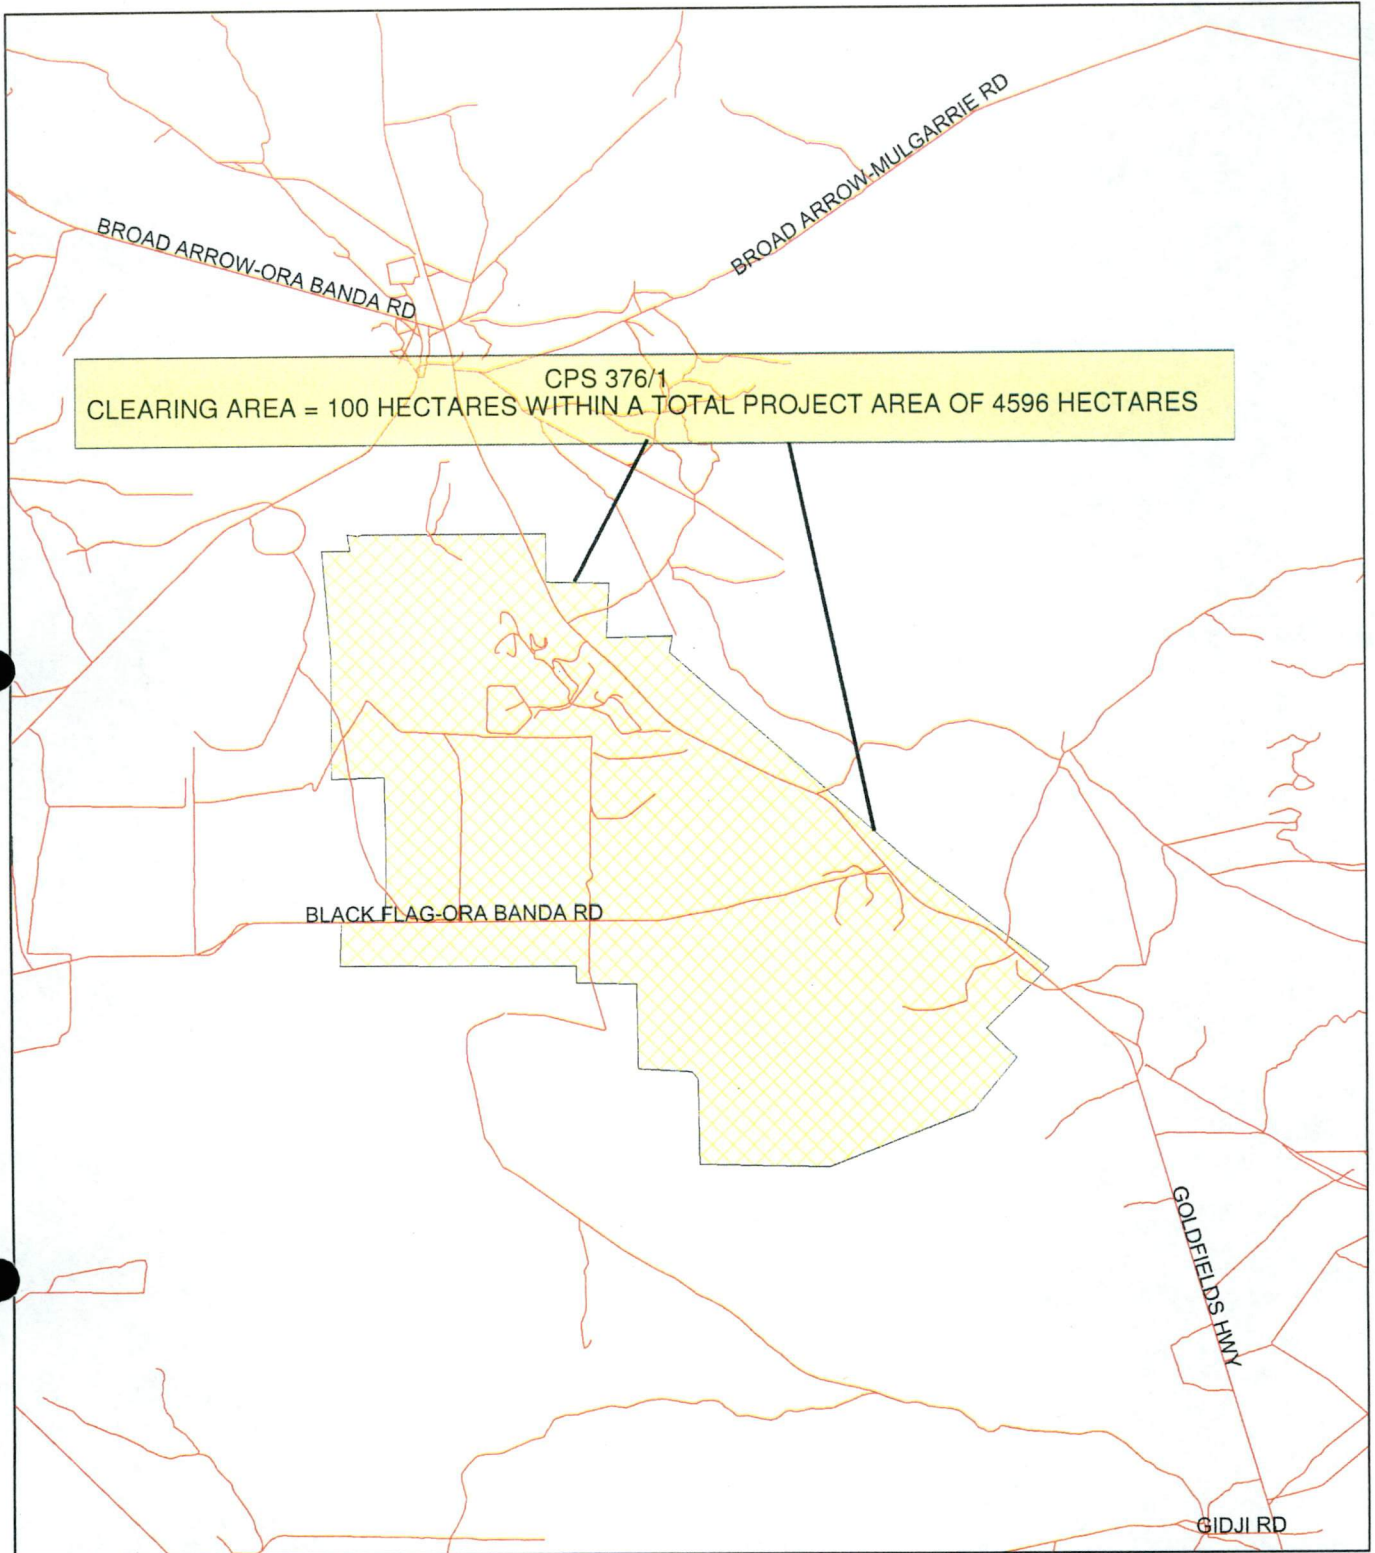 BROAD ARROW-MULGARRIE RD
BROAD ARROW-ORA BANDA RD
CPS 376/1
CLEARING AREA = 100 HECTARES WITHIN A TOTAL PROJECT AREA OF 4596 HECTARES
BLACK FLAG-ORA BANDA RD
GOLDFIELDS HWY
GIDJI RD